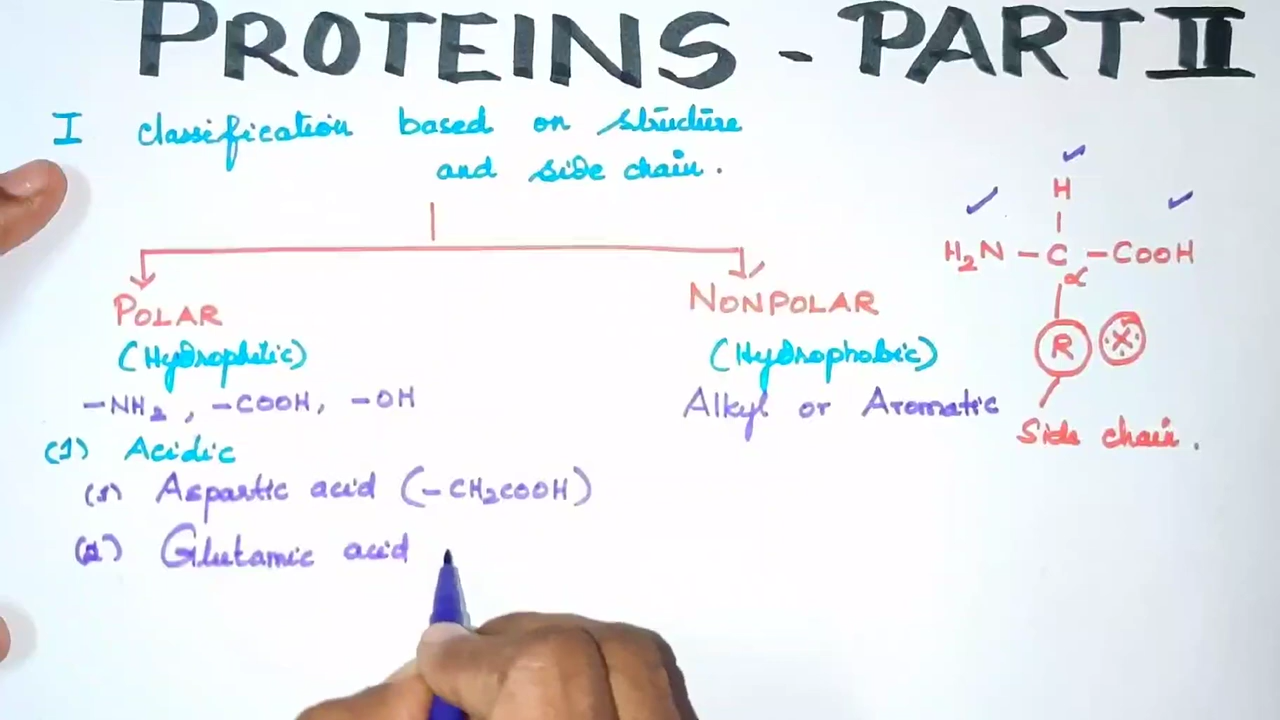 PROTEINS - PART II
I classification based on structure
and side chain.
POLAR
(Hydrophilic)
-NH2, -COOH, -OH
(1) Acidic
(1) Aspartic acid (-CH2COOH)
(2) Glutamic acid
NONPOLAR
(Hydrophobic)
Alkyl or Aromatic
H
H2N - C - COOH
α
R X
Side chain.